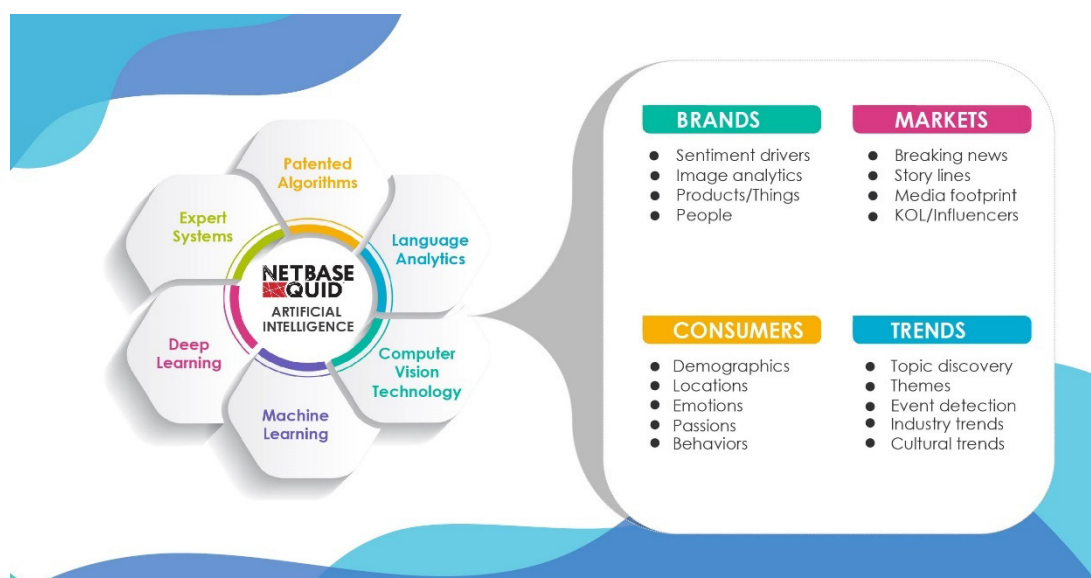 Patented
Algorithms
Expert
Systems
Language
Analytics
NETBASE
QUID
ARTIFICIAL
INTELLIGENCE
Deep
Learning
Computer
Vision
Technology
Machine
Learning
BRANDS
● Sentiment drivers
● Image analytics
● Products/Things
● People
MARKETS
● Breaking news
● Story lines
● Media footprint
● KOL/Influencers
CONSUMERS
● Demographics
● Locations
● Emotions
● Passions
● Behaviors
TRENDS
● Topic discovery
● Themes
● Event detection
● Industry trends
● Cultural trends